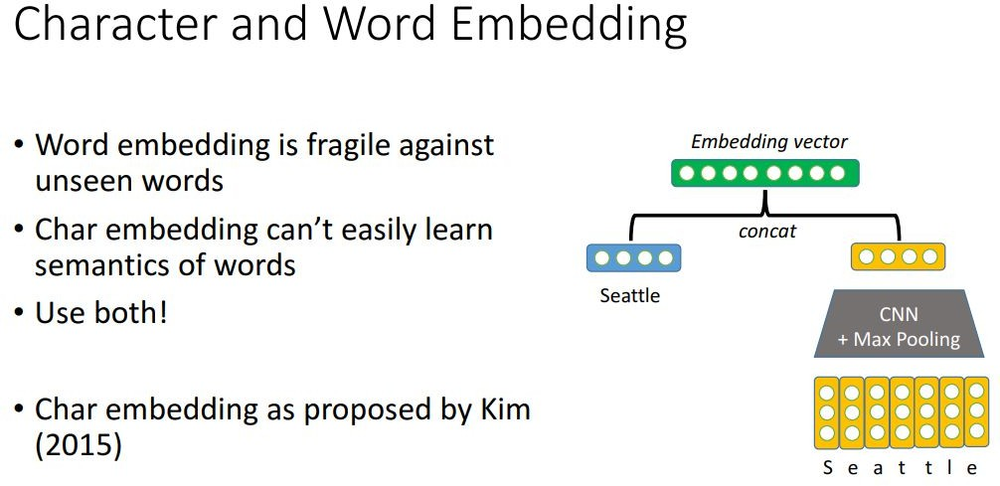 Character and Word Embedding
• Word embedding is fragile against
unseen words
• Char embedding can’t easily learn
semantics of words
• Use both!
• Char embedding as proposed by Kim
(2015)
Embedding vector
concat
Seattle
CNN
+ Max Pooling
S e a t t l e